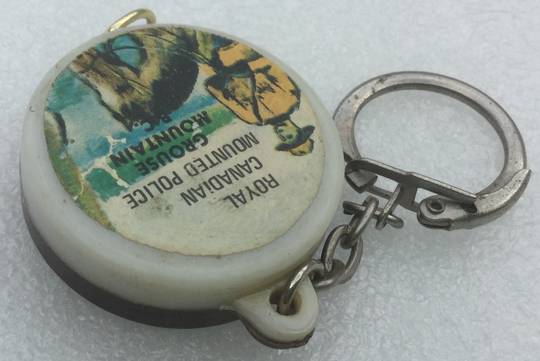 ROYAL
CANADIAN
MOUNTED POLICE
GROUSE
MOUNTAIN
B.C.